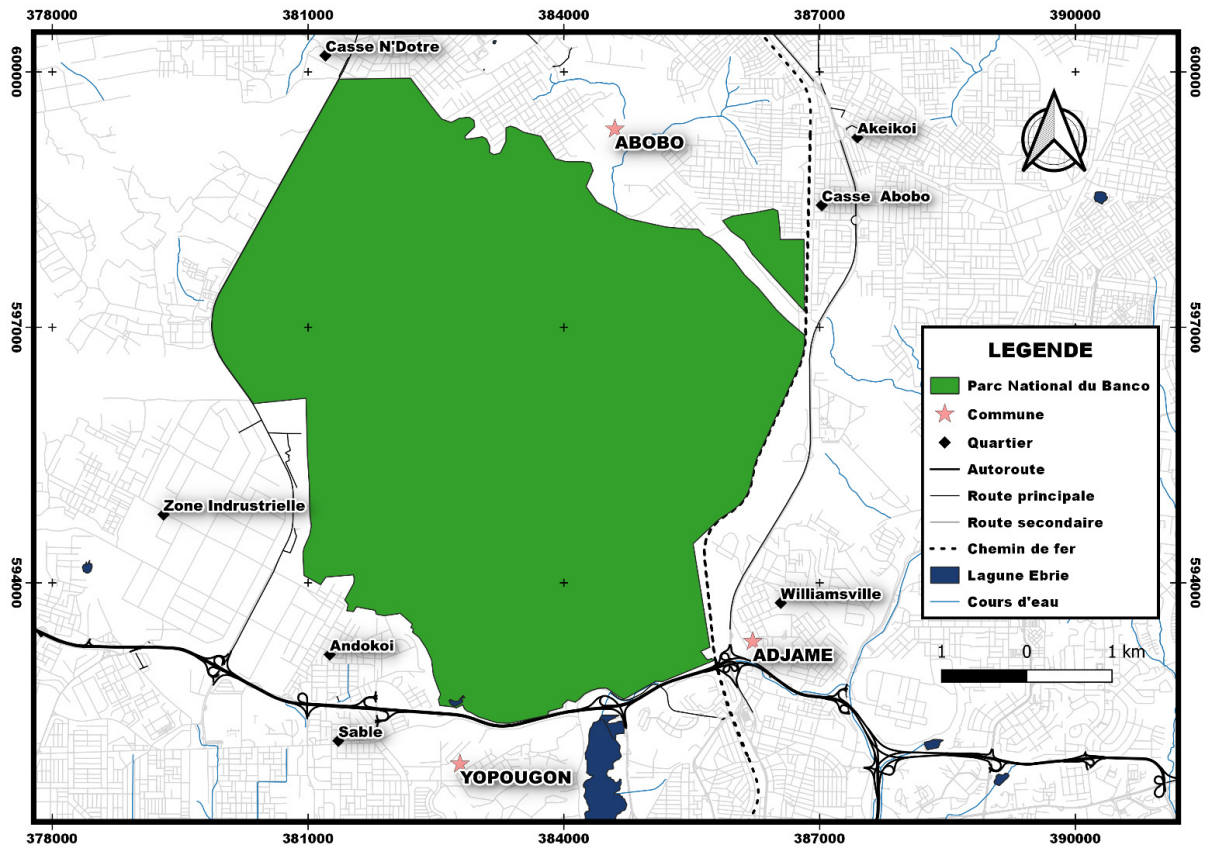 378000 381000 384000 387000 390000
Casse N'Dotre
600000 600000
ABOBO
Akeikoi
Casse Abobo
597000 597000
LEGENDE
Parc National du Banco
Commune
Quartier
Autoroute
Route principale
Route secondaire
Chemin de fer
Lagune Ebrie
Cours d'eau
Zone Indrustrielle
594000 594000
Williamsville
Andokoi
ADJAME
1 0 1 km
Sable
YOPOUGON
378000 381000 384000 387000 390000